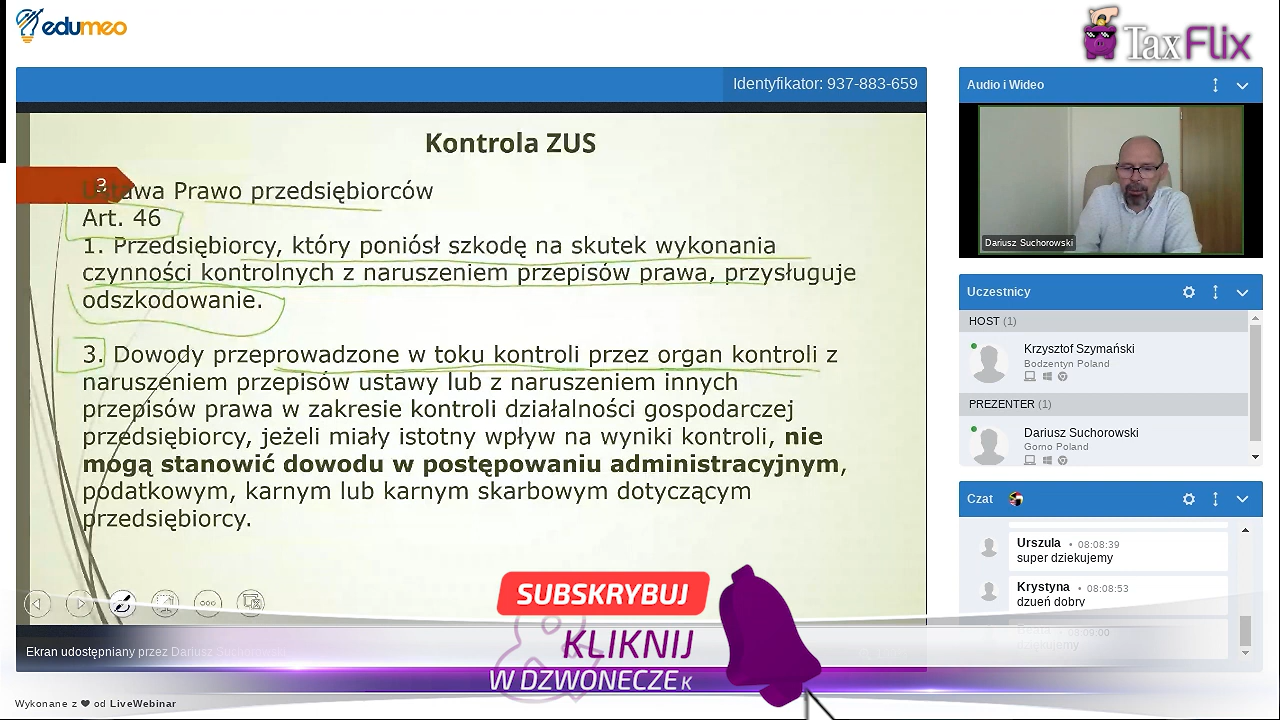 edumeo
TaxFlix
Identyfikator: 937-883-659
Kontrola ZUS
3
Ustawa Prawo przedsiębiorców
Art. 46
1. Przedsiębiorcy, który poniósł szkodę na skutek wykonania
czynności kontrolnych z naruszeniem przepisów prawa, przysługuje
odszkodowanie.
3. Dowody przeprowadzone w toku kontroli przez organ kontroli z
naruszeniem przepisów ustawy lub z naruszeniem innych
przepisów prawa w zakresie kontroli działalności gospodarczej
przedsiębiorcy, jeżeli miały istotny wpływ na wyniki kontroli, nie
mogą stanowić dowodu w postępowaniu administracyjnym,
podatkowym, karnym lub karnym skarbowym dotyczącym
przedsiębiorcy.
Ekran udostępniany przez Dariusz Suchorowski
SUBSKRYBUJ
KLIKNIJ
W DZWONECZEK
Wykonane z od LiveWebinar
Audio i Wideo
Dariusz Suchorowski
Uczestnicy
HOST (1)
Krzysztof Szymański
Bodzentyn Poland
PREZENTER (1)
Dariusz Suchorowski
Gorno Poland
Czat
Urszula • 08:08:39
super dziekujemy
Krystyna • 08:08:53
dzueń dobry
08:09:00